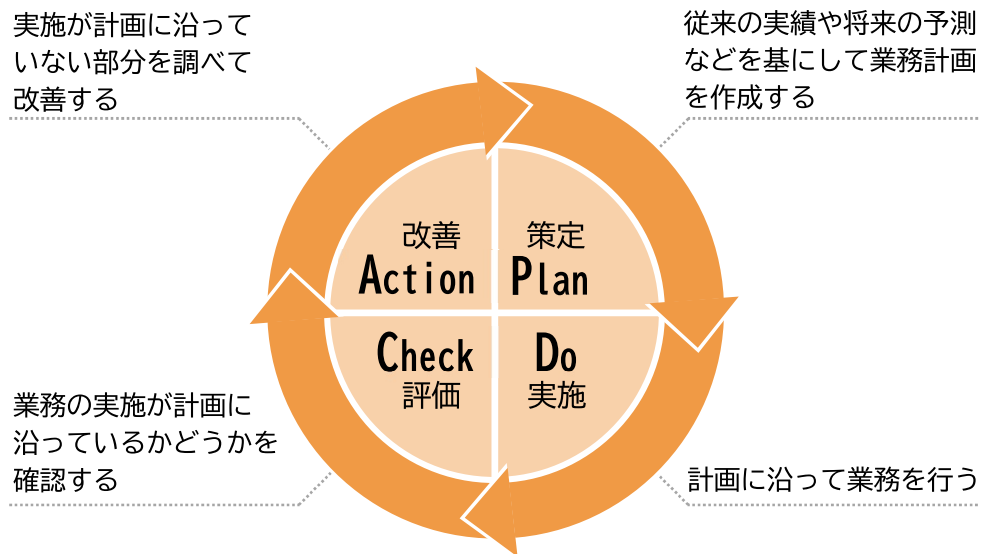 実施が計画に沿って
いない部分を調べて
改善する
従来の実績や将来の予測
などを基にして業務計画
を作成する
改善
Action
策定
Plan
Check
評価
Do
実施
業務の実施が計画に
沿っているかどうかを
確認する
計画に沿って業務を行う